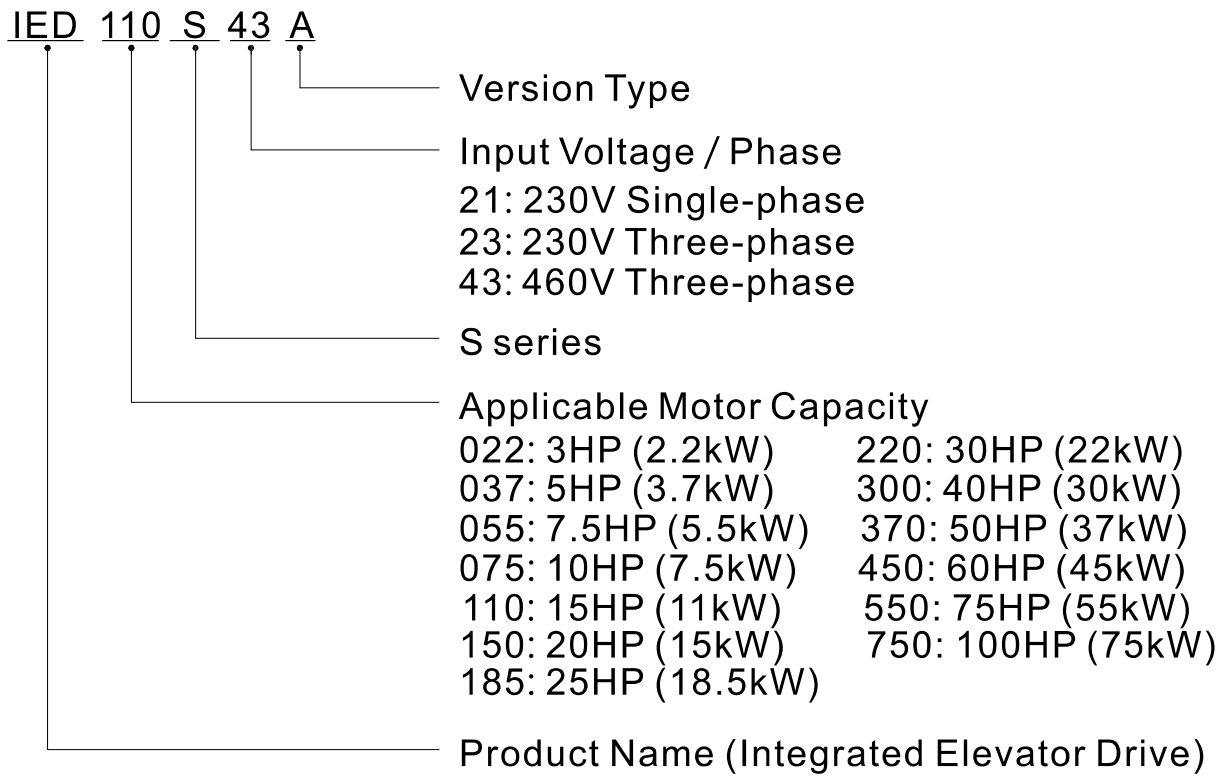 IED 110 S 43 A
Version Type
Input Voltage / Phase
21: 230V Single-phase
23: 230V Three-phase
43: 460V Three-phase
S series
Applicable Motor Capacity
022: 3HP (2.2kW) 220: 30HP (22kW)
037: 5HP (3.7kW) 300: 40HP (30kW)
055: 7.5HP (5.5kW) 370: 50HP (37kW)
075: 10HP (7.5kW) 450: 60HP (45kW)
110: 15HP (11kW) 550: 75HP (55kW)
150: 20HP (15kW) 750: 100HP (75kW)
185: 25HP (18.5kW)
Product Name (Integrated Elevator Drive)